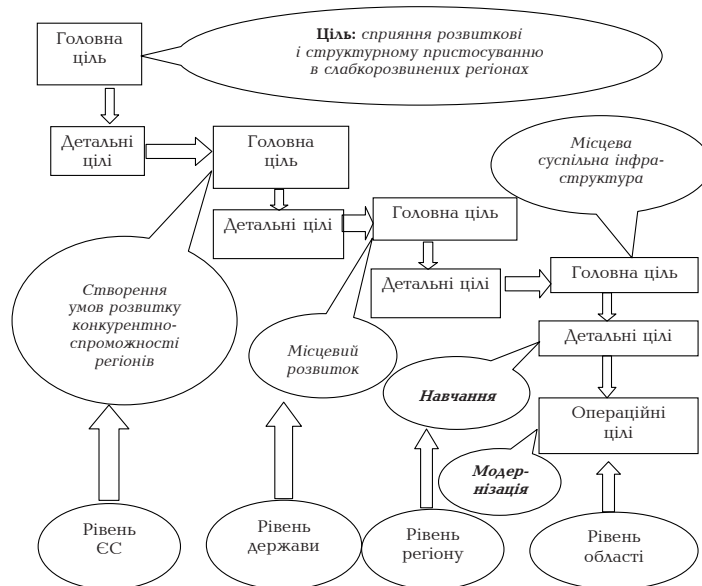 Головна
ціль
Ціль: сприяння розвиткові
і структурному пристосуванню
в слабкорозвинених регіонах
Детальні
цілі
Головна
ціль
Місцева
суспільна інфра-
структура
Детальні цілі
Головна ціль
Детальні цілі
Головна ціль
Створення
умов розвитку
конкурентно-
спроможності
регіонів
Місцевий
розвиток
Детальні цілі
Навчання
Операційні
цілі
Модер-
нізація
Рівень
ЄС
Рівень
держави
Рівень
регіону
Рівень
області